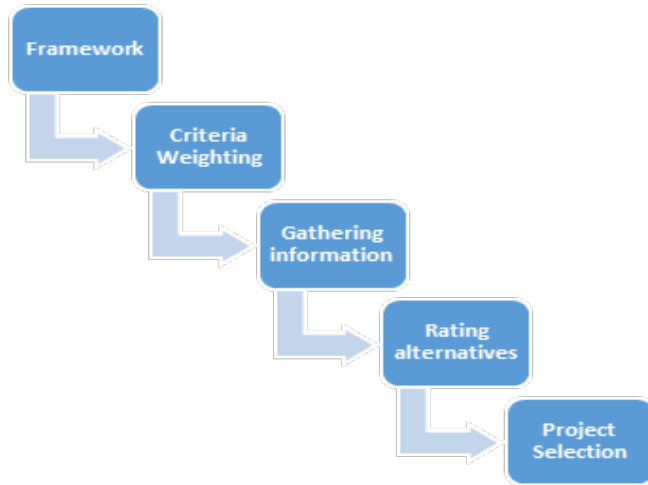 Framework
Criteria
Weighting
Gathering
information
Rating
alternatives
Project
Selection